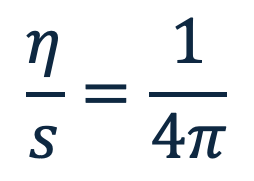 η/s = 1/4π